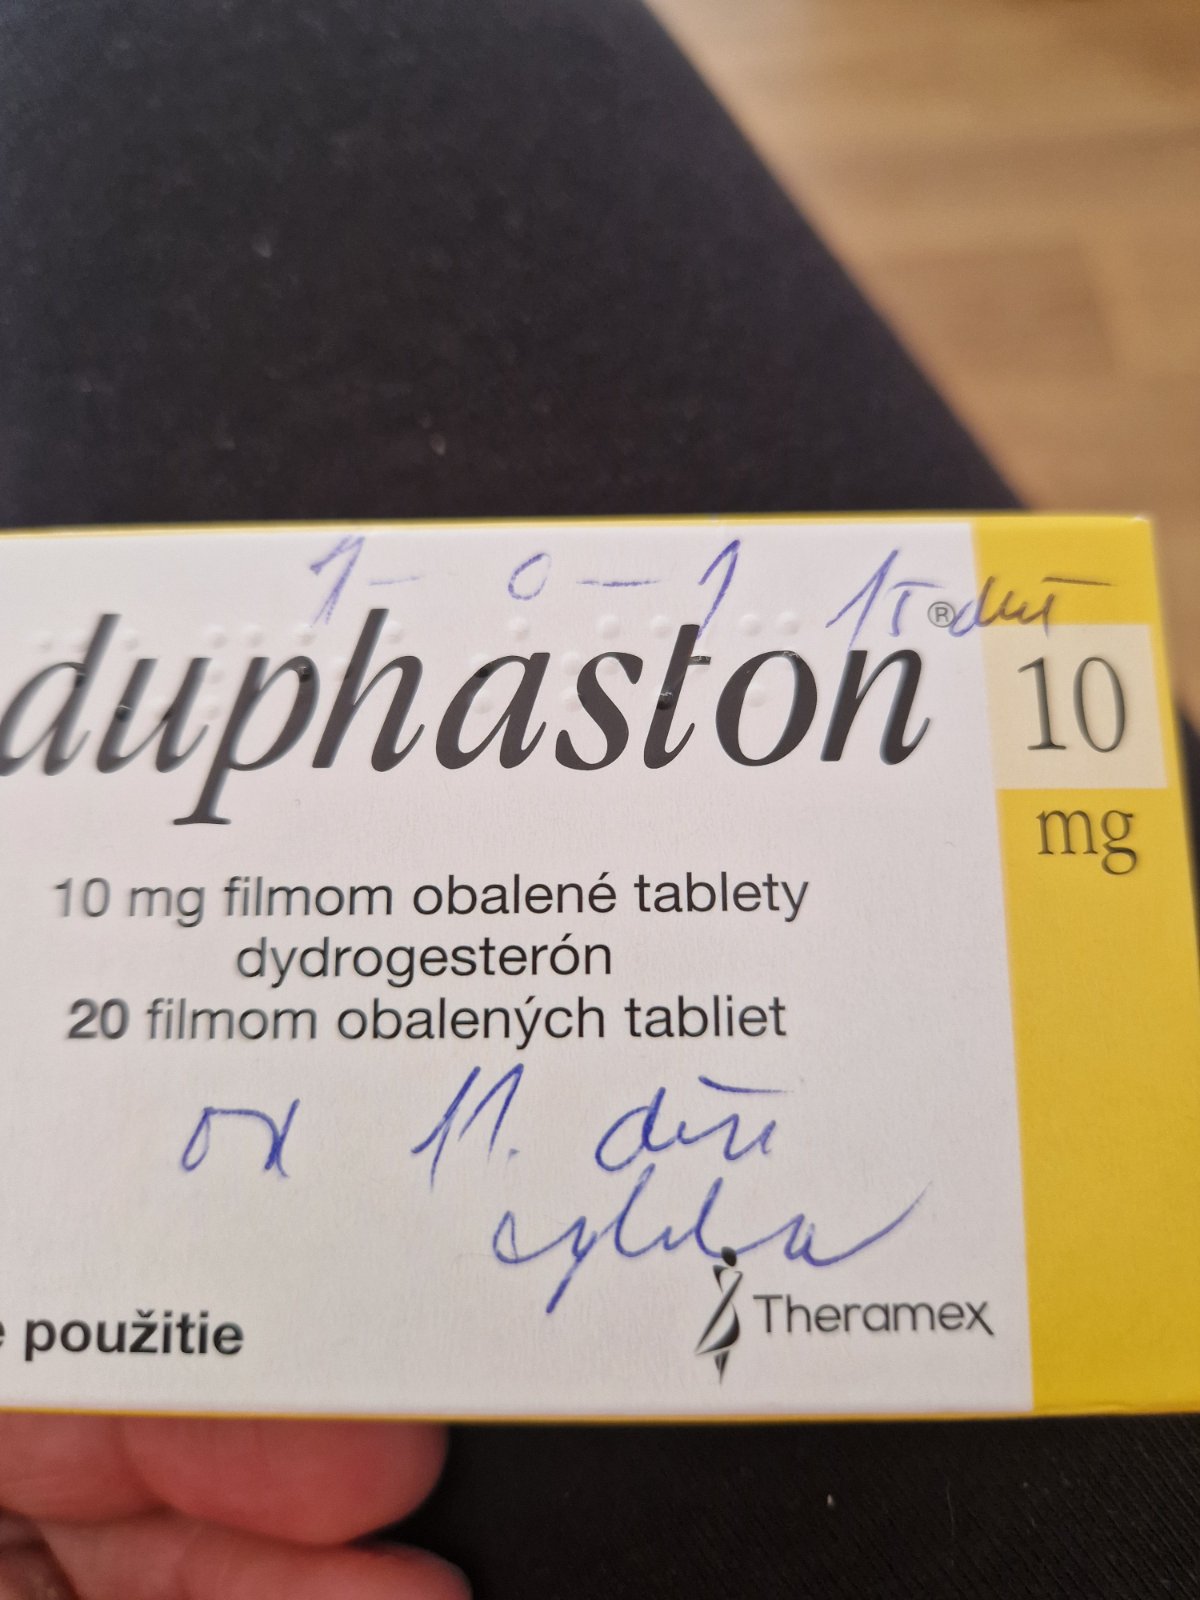 1 - 0 - 1 15 dní
duphaston®
10
mg
10 mg filmom obalené tablety
dydrogesterón
20 filmom obalených tabliet
od 11. dňa
cyklu
e použitie
Theramex